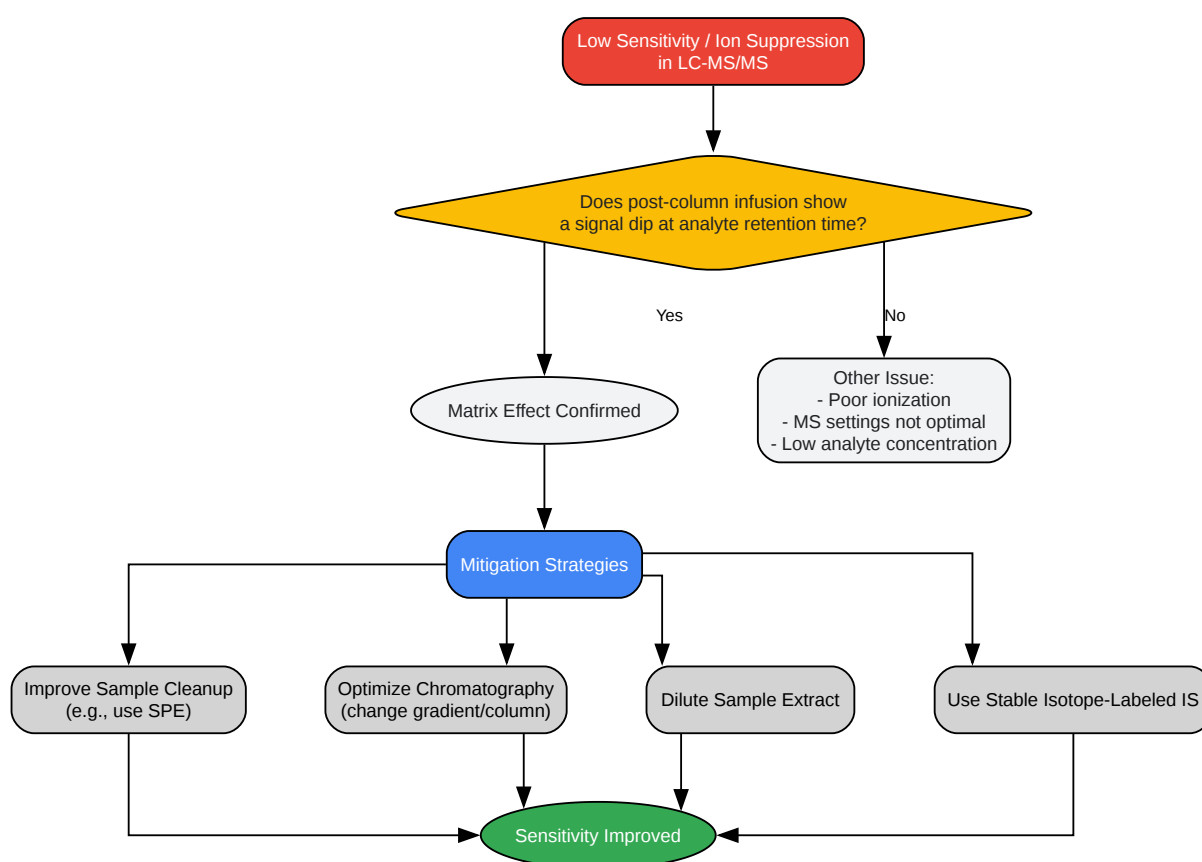 Low Sensitivity / Ion Suppression
in LC-MS/MS
Does post-column infusion show
a signal dip at analyte retention time?
Yes
No
Matrix Effect Confirmed
Other Issue:
- Poor ionization
- MS settings not optimal
- Low analyte concentration
Mitigation Strategies
Improve Sample Cleanup
(e.g., use SPE)
Optimize Chromatography
(change gradient/column)
Dilute Sample Extract
Use Stable Isotope-Labeled IS
Sensitivity Improved